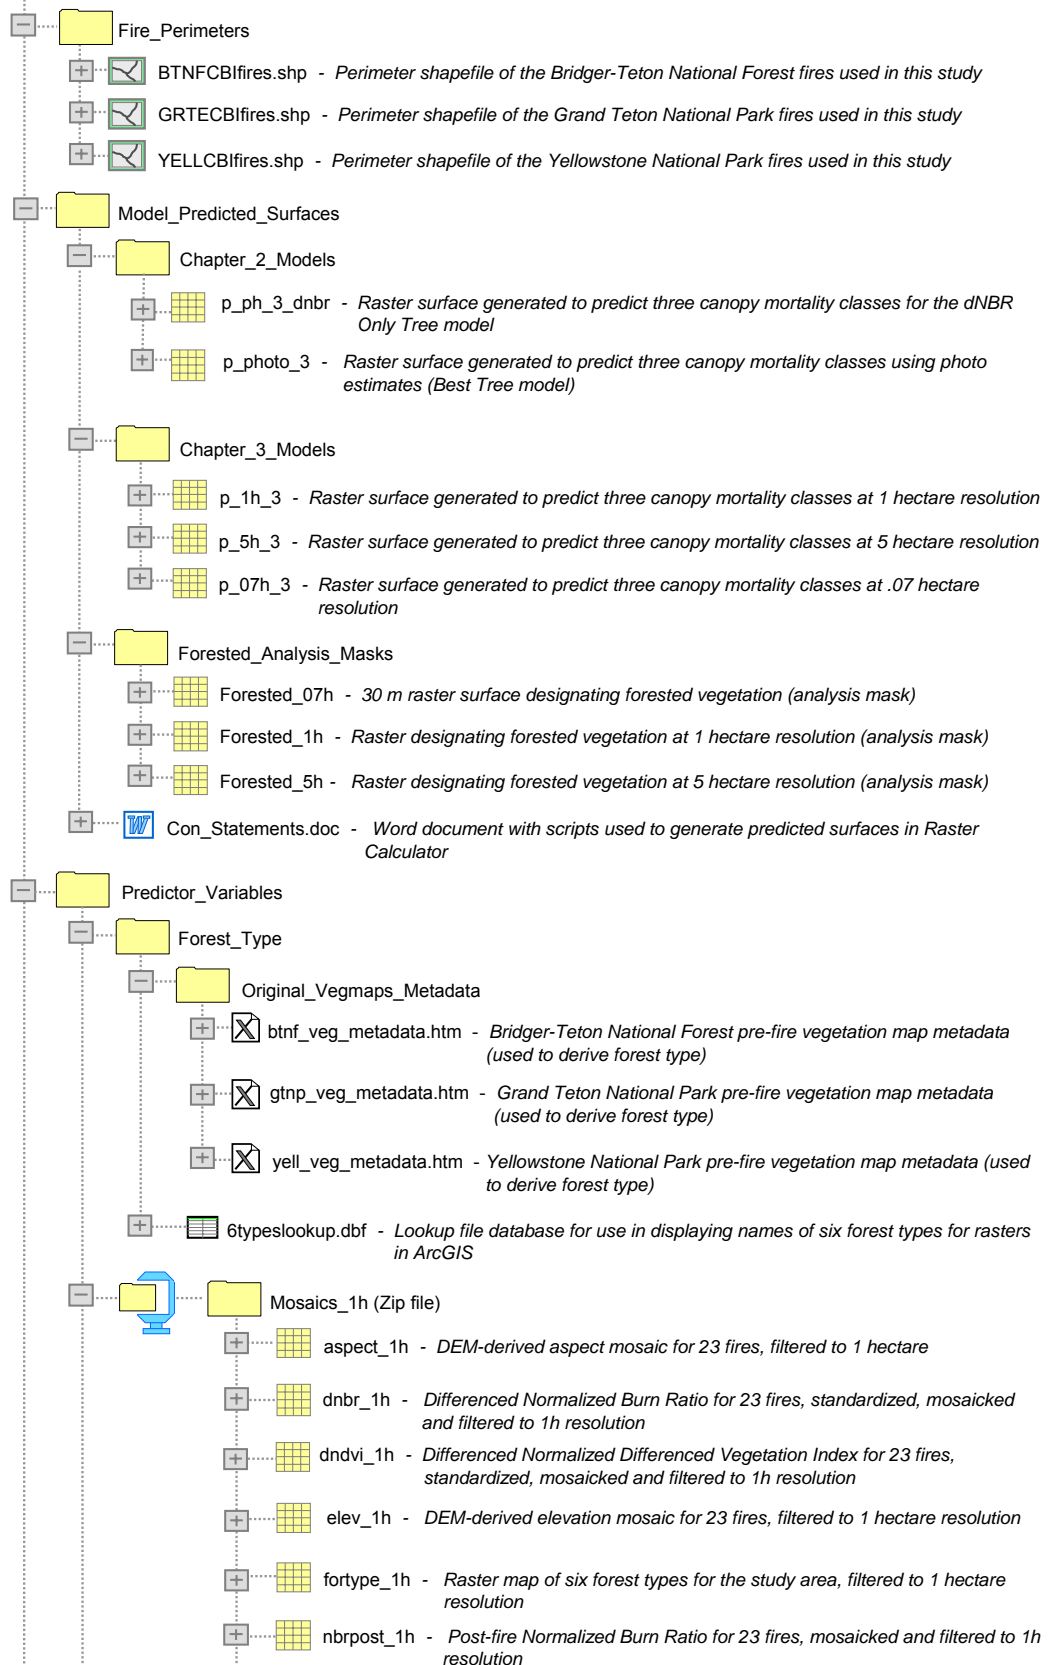 Fire_Perimeters
BTNFCBIfires.shp - Perimeter shapefile of the Bridger-Teton National Forest fires used in this study
GRTECBIfires.shp - Perimeter shapefile of the Grand Teton National Park fires used in this study
YELLCBIfires.shp - Perimeter shapefile of the Yellowstone National Park fires used in this study
Model_Predicted_Surfaces
Chapter_2_Models
p_ph_3_dnbr - Raster surface generated to predict three canopy mortality classes for the dNBR
Only Tree model
p_photo_3 - Raster surface generated to predict three canopy mortality classes using photo
estimates (Best Tree model)
Chapter_3_Models
p_1h_3 - Raster surface generated to predict three canopy mortality classes at 1 hectare resolution
p_5h_3 - Raster surface generated to predict three canopy mortality classes at 5 hectare resolution
p_07h_3 - Raster surface generated to predict three canopy mortality classes at .07 hectare
resolution
Forested_Analysis_Masks
Forested_07h - 30 m raster surface designating forested vegetation (analysis mask)
Forested_1h - Raster designating forested vegetation at 1 hectare resolution (analysis mask)
Forested_5h - Raster designating forested vegetation at 5 hectare resolution (analysis mask)
W Con_Statements.doc - Word document with scripts used to generate predicted surfaces in Raster
Calculator
Predictor_Variables
Forest_Type
Original_Vegmaps_Metadata
btnf_veg_metadata.htm - Bridger-Teton National Forest pre-fire vegetation map metadata
(used to derive forest type)
gtnp_veg_metadata.htm - Grand Teton National Park pre-fire vegetation map metadata
(used to derive forest type)
yell_veg_metadata.htm - Yellowstone National Park pre-fire vegetation map metadata (used
to derive forest type)
6typeslookup.dbf - Lookup file database for use in displaying names of six forest types for rasters
in ArcGIS
Mosaics_1h (Zip file)
aspect_1h - DEM-derived aspect mosaic for 23 fires, filtered to 1 hectare
dnbr_1h - Differenced Normalized Burn Ratio for 23 fires, standardized, mosaicked
and filtered to 1h resolution
dndvi_1h - Differenced Normalized Differenced Vegetation Index for 23 fires,
standardized, mosaicked and filtered to 1h resolution
elev_1h - DEM-derived elevation mosaic for 23 fires, filtered to 1 hectare resolution
fortype_1h - Raster map of six forest types for the study area, filtered to 1 hectare
resolution
nbrpost_1h - Post-fire Normalized Burn Ratio for 23 fires, mosaicked and filtered to 1h
resolution